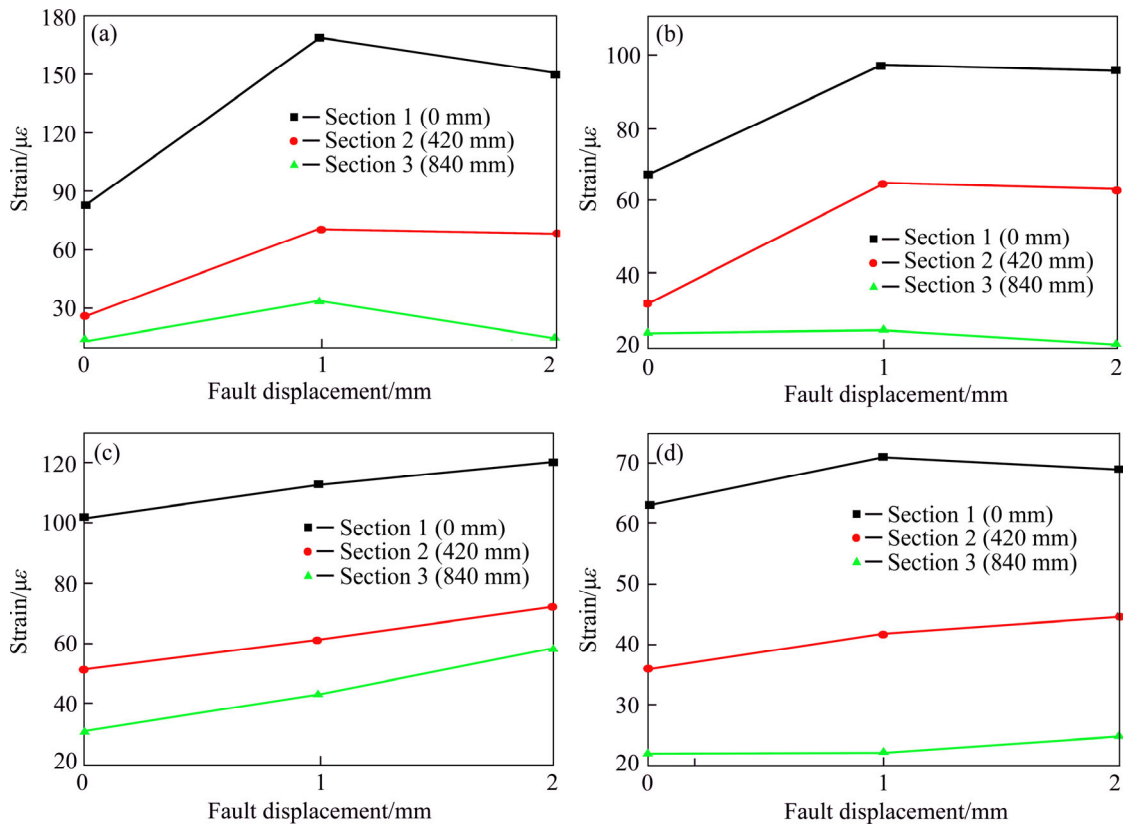 (a)
180
150
120
90
60
30
Strain/με
Section 1 (0 mm)
Section 2 (420 mm)
Section 3 (840 mm)
0
1
2
Fault displacement/mm
(b)
100
80
60
40
20
Strain/με
Section 1 (0 mm)
Section 2 (420 mm)
Section 3 (840 mm)
0
1
2
Fault displacement/mm
(c)
120
100
80
60
40
20
Strain/με
Section 1 (0 mm)
Section 2 (420 mm)
Section 3 (840 mm)
0
1
2
Fault displacement/mm
(d)
70
60
50
40
30
20
Strain/με
Section 1 (0 mm)
Section 2 (420 mm)
Section 3 (840 mm)
0
1
2
Fault displacement/mm